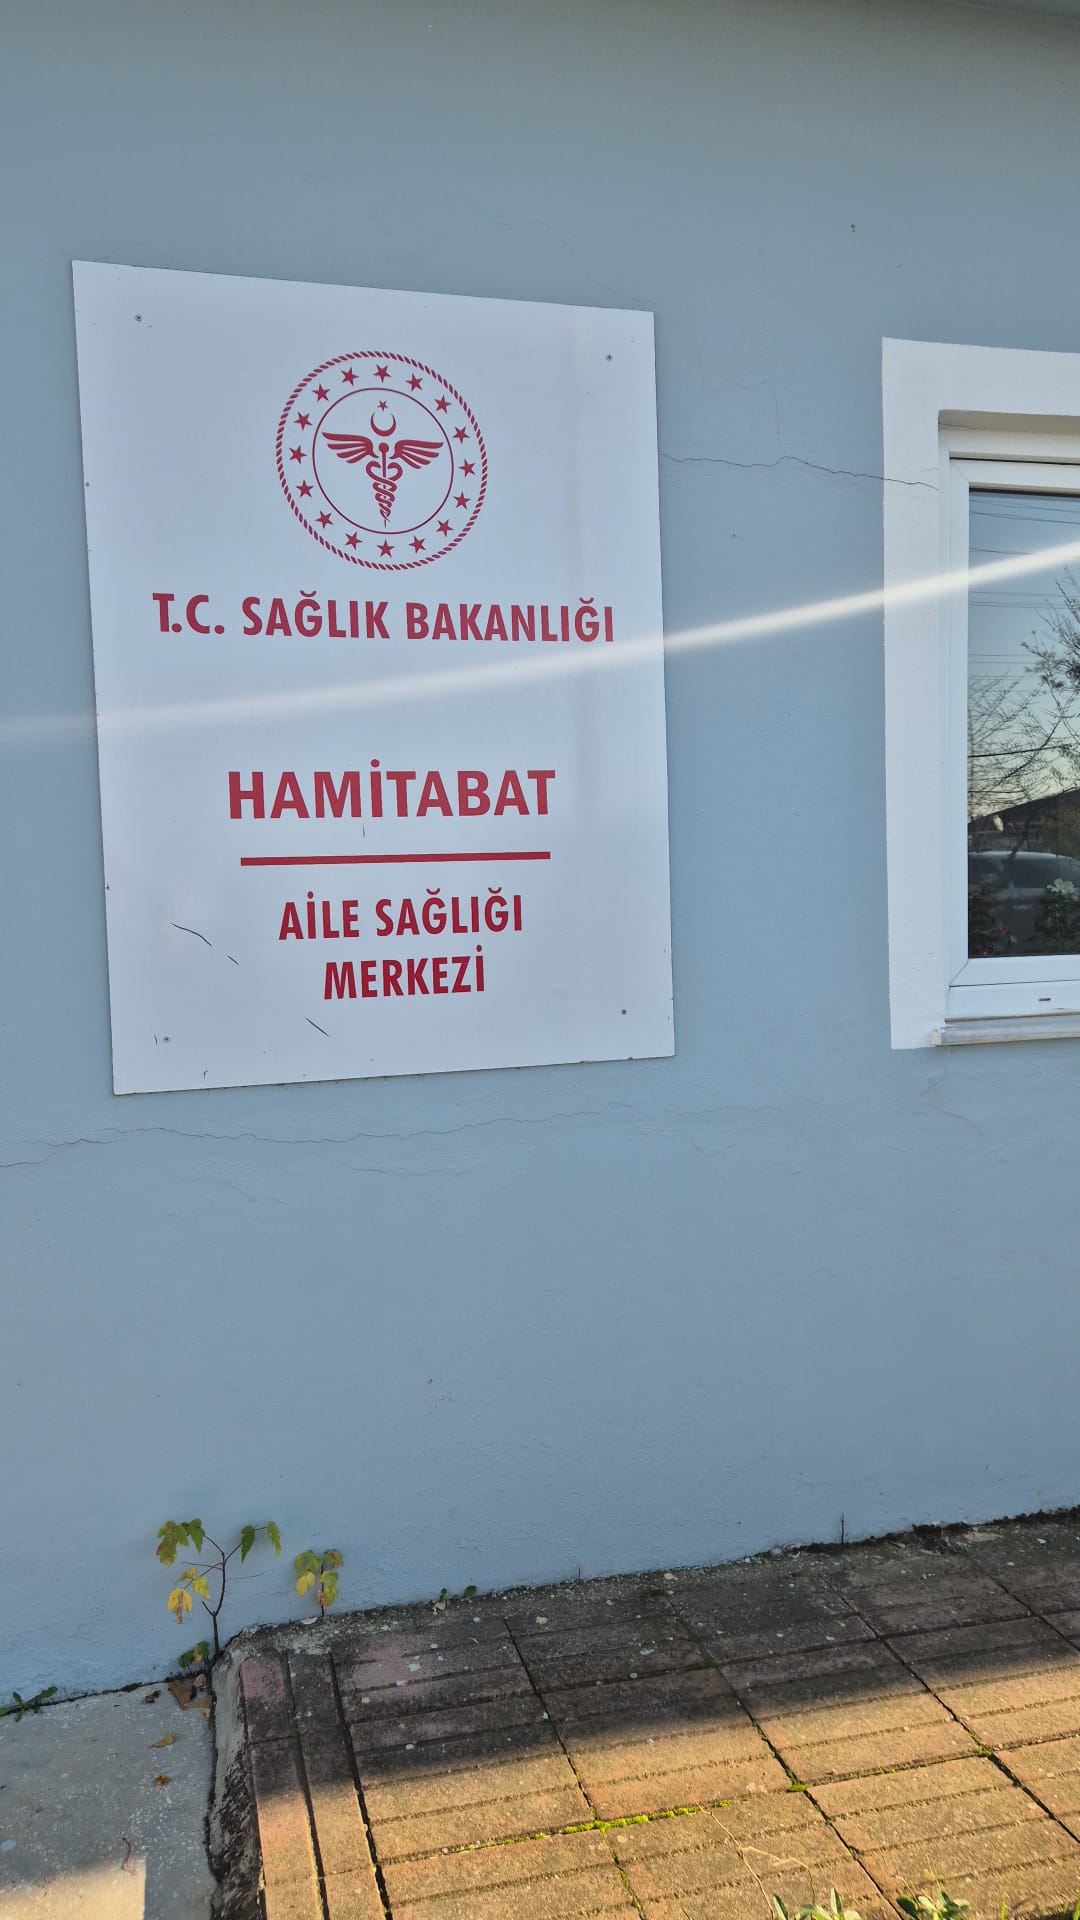 T.C. SAĞLIK BAKANLIĞI
HAMİTABAT
AİLE SAĞLIĞI
MERKEZİ